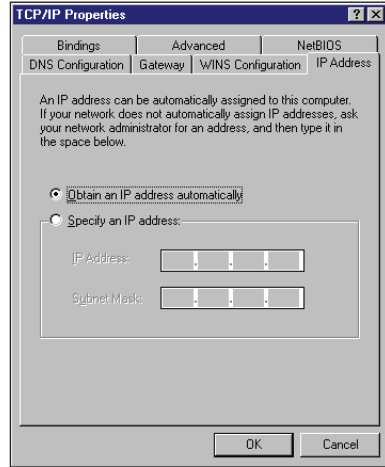 TCP/IP Properties
Bindings
Advanced
NetBIOS
DNS Configuration
Gateway
WINS Configuration
IP Address
An IP address can be automatically assigned to this computer.
If your network does not automatically assign IP addresses, ask
your network administrator for an address, and then type it in
the space below.
Obtain an IP address automatically
Specify an IP address:
IP Address:
Subnet Mask:
OK
Cancel